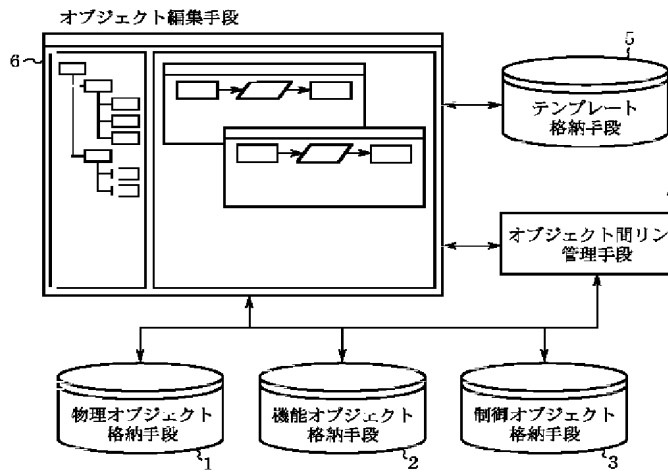 オブジェクト編集手段
6
5
テンプレート
格納手段
オブジェクト間リン
管理手段
物理オブジェクト
格納手段
1
機能オブジェクト
格納手段
2
制御オブジェクト
格納手段
3